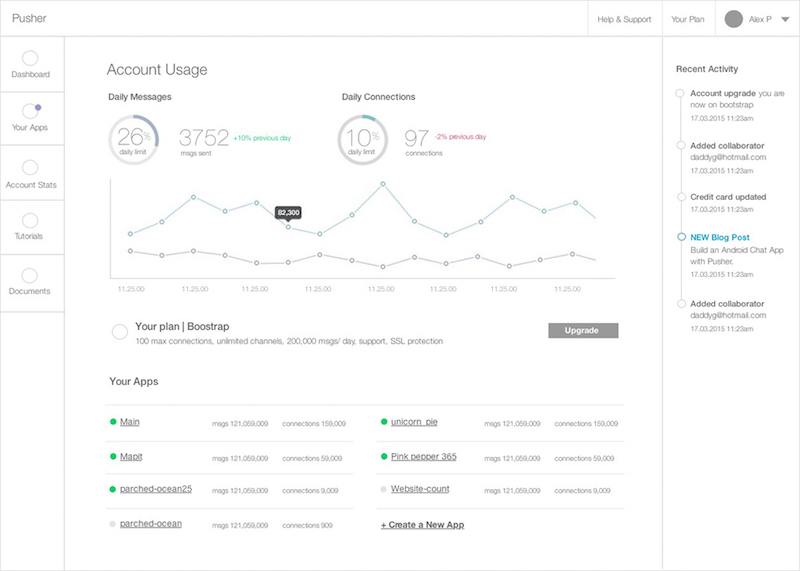 Pusher
Help & Support
Your Plan
Alex P
Dashboard
Your Apps
Account Stats
Tutorials
Documents
Account Usage
Daily Messages
26%
daily limit
3752
msgs sent
+10% previous day
Daily Connections
10%
daily limit
97
connections
-2% previous day
82,300
11.25.00 11.25.00 11.25.00 11.25.00 11.25.00 11.25.00 11.25.00 11.25.00
Your plan | Boostrap
100 max connections, unlimited channels, 200,000 msgs/ day, support, SSL protection
Upgrade
Your Apps
Main msgs 121,059,009 connections 159,009
Mapit msgs 121,059,009 connections 59,009
parched-ocean25 msgs 121,059,009 connections 9,009
parched-ocean msgs 121,059,009 connections 909
unicorn_pie msgs 121,059,009 connections 159,009
Pink pepper 365 msgs 121,059,009 connections 59,009
Website-count msgs 121,059,009 connections 9,009
+ Create a New App
Recent Activity
Account upgrade you are
now on bootstrap
17.03.2015 11:23am
Added collaborator
daddyg@hotmail.com
17.03.2015 11:23am
Credit card updated
17.03.2015 11:23am
NEW Blog Post
Build an Android Chat App
with Pusher.
17.03.2015 11:23am
Added collaborator
daddyg@hotmail.com
17.03.2015 11:23am